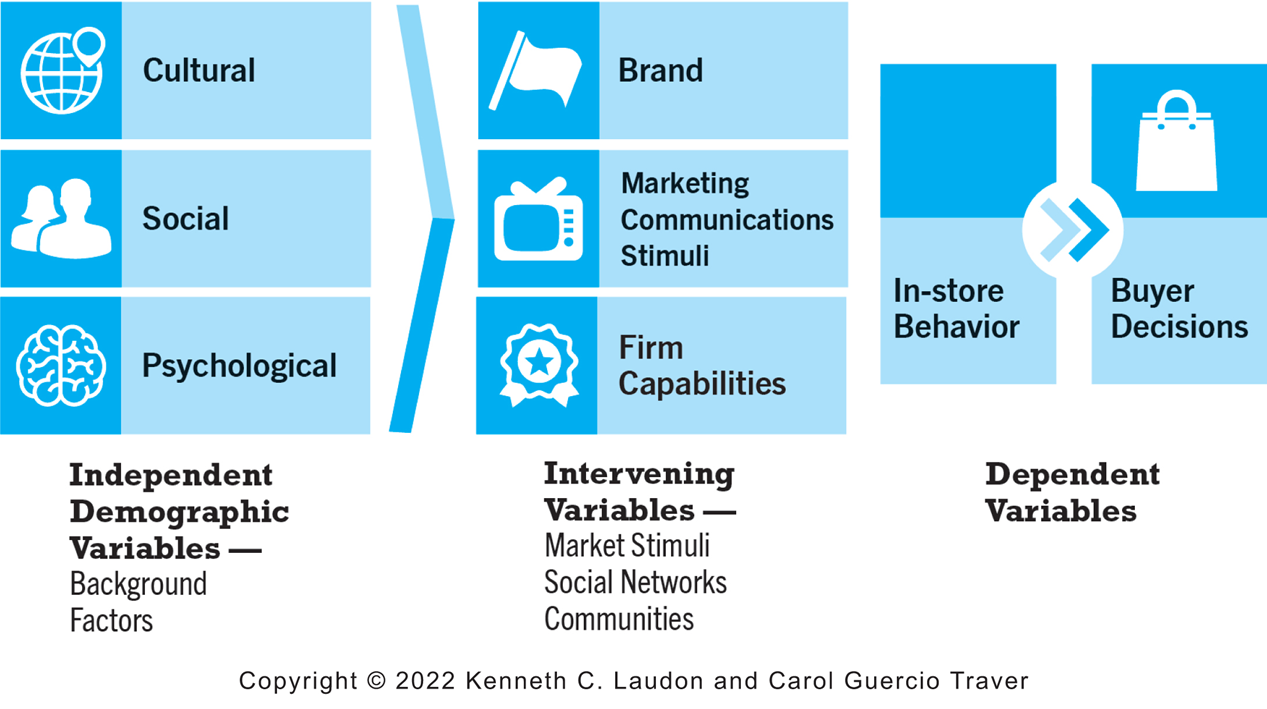 Cultural
Social
Psychological
Independent
Demographic
Variables —
Background
Factors
Brand
Marketing
Communications
Stimuli
Firm
Capabilities
Intervening
Variables —
Market Stimuli
Social Networks
Communities
In-store
Behavior
Buyer
Decisions
Dependent
Variables
Copyright © 2022 Kenneth C. Laudon and Carol Guercio Traver